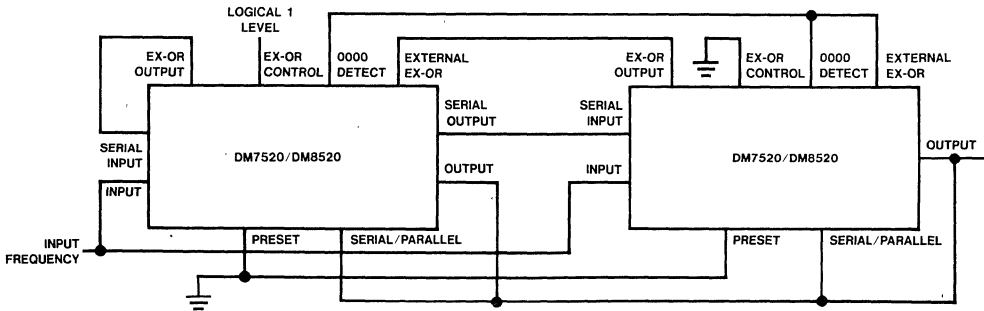 LOGICAL 1
LEVEL
EX-OR
OUTPUT
EX-OR
CONTROL
0000
DETECT
EXTERNAL
EX-OR
EX-OR
OUTPUT
EX-OR
CONTROL
0000
DETECT
EXTERNAL
EX-OR
SERIAL
INPUT
INPUT
DM7520/DM8520
SERIAL
OUTPUT
OUTPUT
SERIAL
INPUT
INPUT
DM7520/DM8520
OUTPUT
INPUT
FREQUENCY
PRESET
SERIAL/PARALLEL
PRESET
SERIAL/PARALLEL